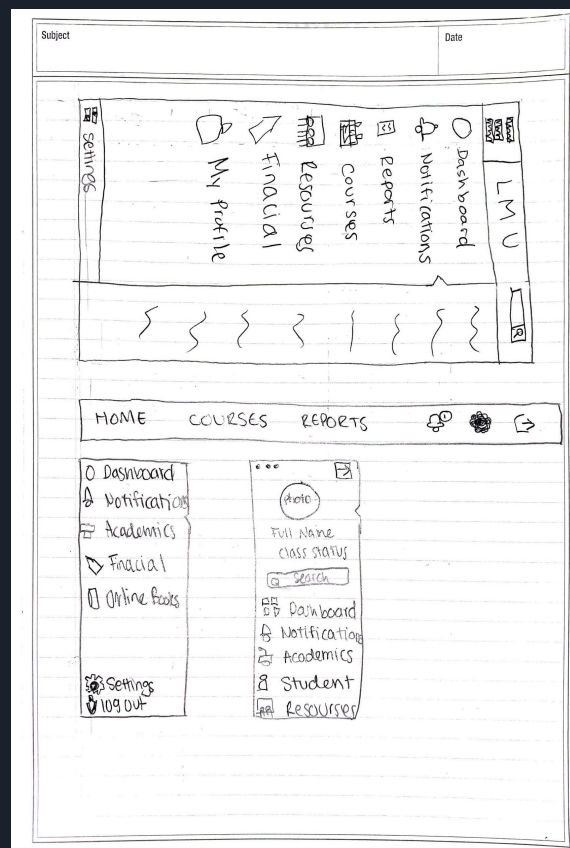 Subject
Date
LMU
Dashboard
Notifications
Reports
Courses
Resourses
Finacial
My Profile
Settings
HOME COURSES REPORTS
Dashboard
Notifications
Academics
Finacial
Online Books
Settings
log out
photo
Full Name
class status
Search
Dashboard
Notification
Academics
Student
Resourses